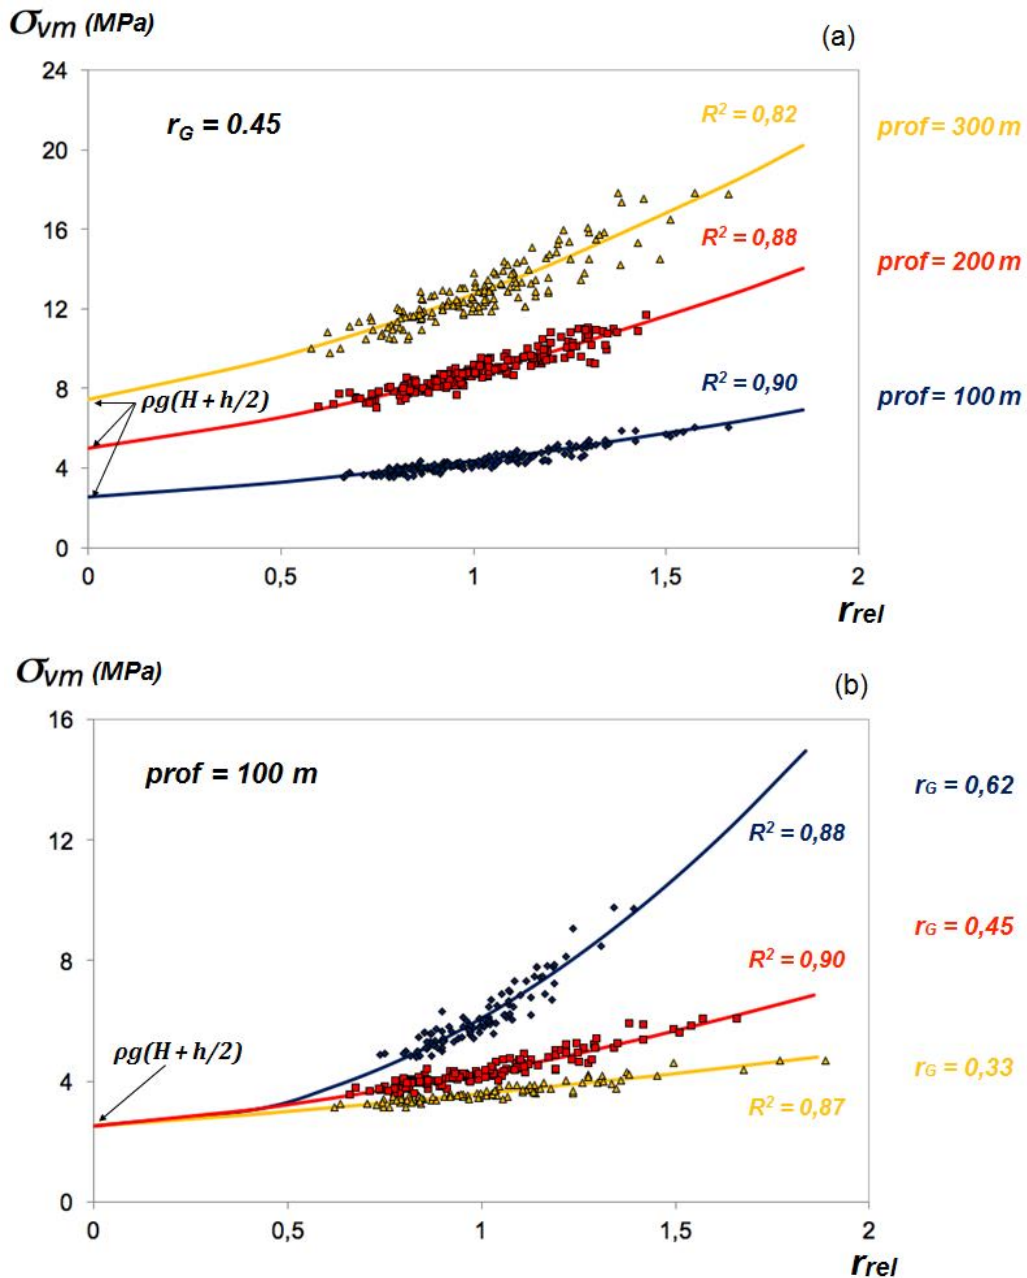 σvm (MPa)
(a)
24
20
16
12
8
4
0
rG = 0.45
R² = 0,82
prof = 300 m
R² = 0,88
prof = 200 m
R² = 0,90
prof = 100 m
ρg(H + h/2)
0
0,5
1
1,5
2
rrel
σvm (MPa)
(b)
16
12
8
4
0
prof = 100 m
rG = 0,62
R² = 0,88
rG = 0,45
R² = 0,90
rG = 0,33
R² = 0,87
ρg(H + h/2)
0
0,5
1
1,5
2
rrel